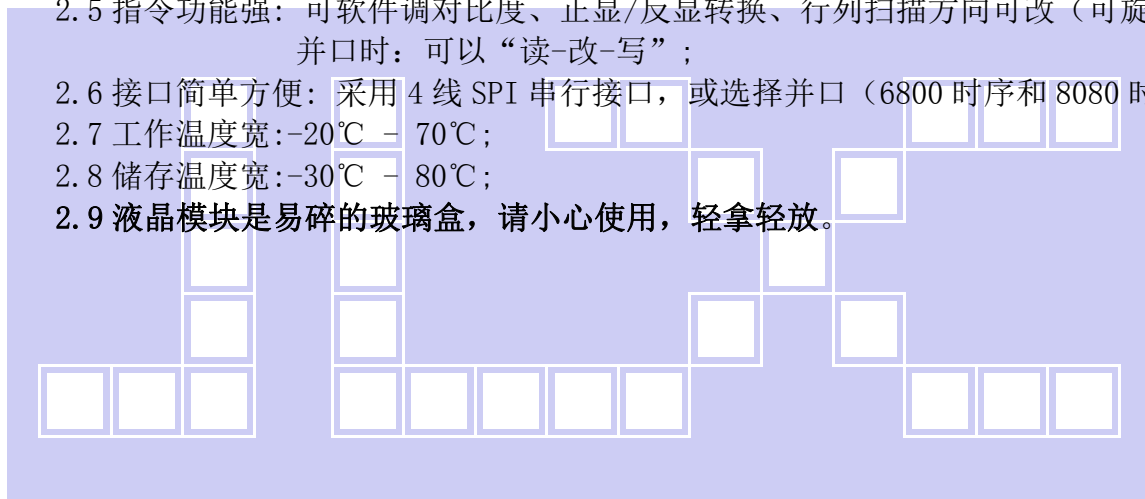 2.5 指令功能强: 可软件调对比度、正显/反显转换、行列扫描方向可改（可旋
并口时: 可以“读-改-写”;
2.6 接口简单方便: 采用 4 线 SPI 串行接口，或选择并口（6800 时序和 8080 时
2.7 工作温度宽:-20℃ - 70℃;
2.8 储存温度宽:-30℃ - 80℃;
2.9 液晶模块是易碎的玻璃盒，请小心使用，轻拿轻放。